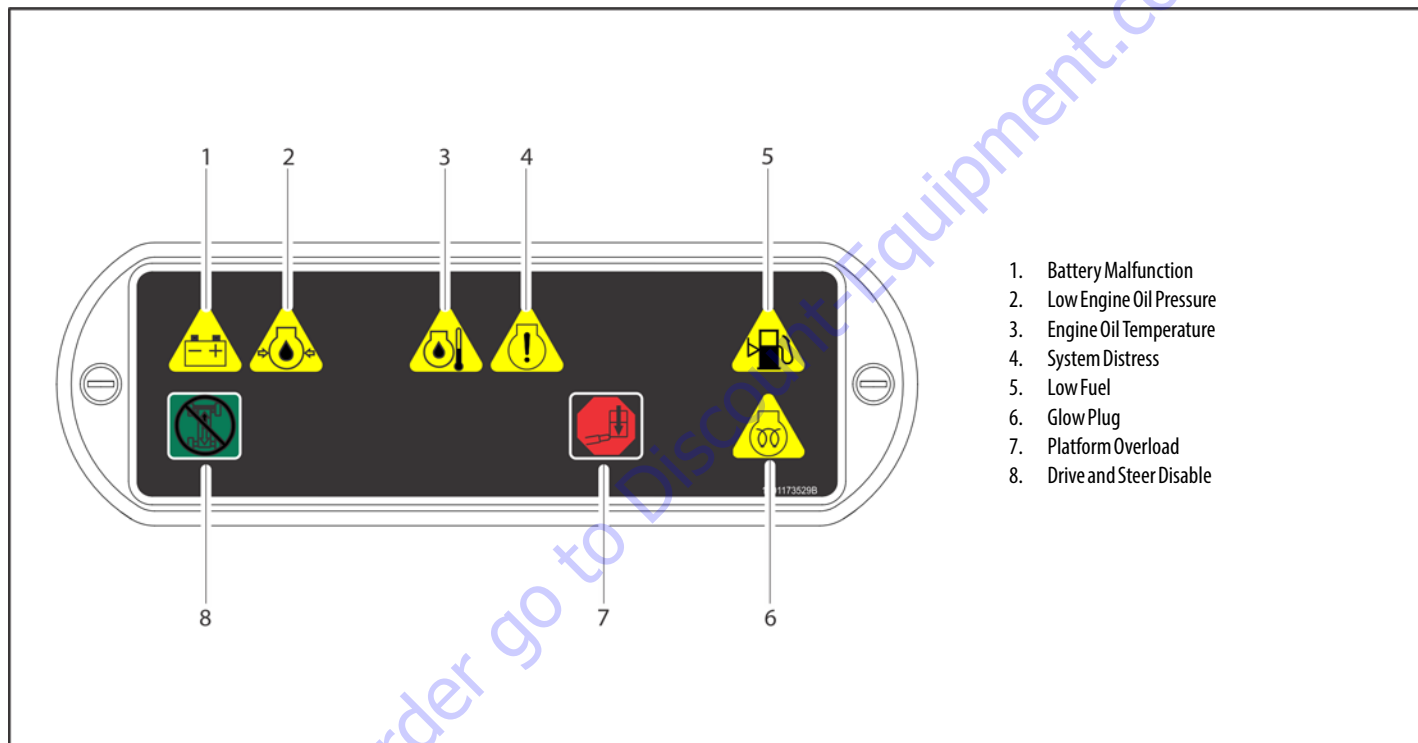 1 2 3 4 5
1. Battery Malfunction
2. Low Engine Oil Pressure
3. Engine Oil Temperature
4. System Distress
5. Low Fuel
6. Glow Plug
7. Platform Overload
8. Drive and Steer Disable
8 7 6